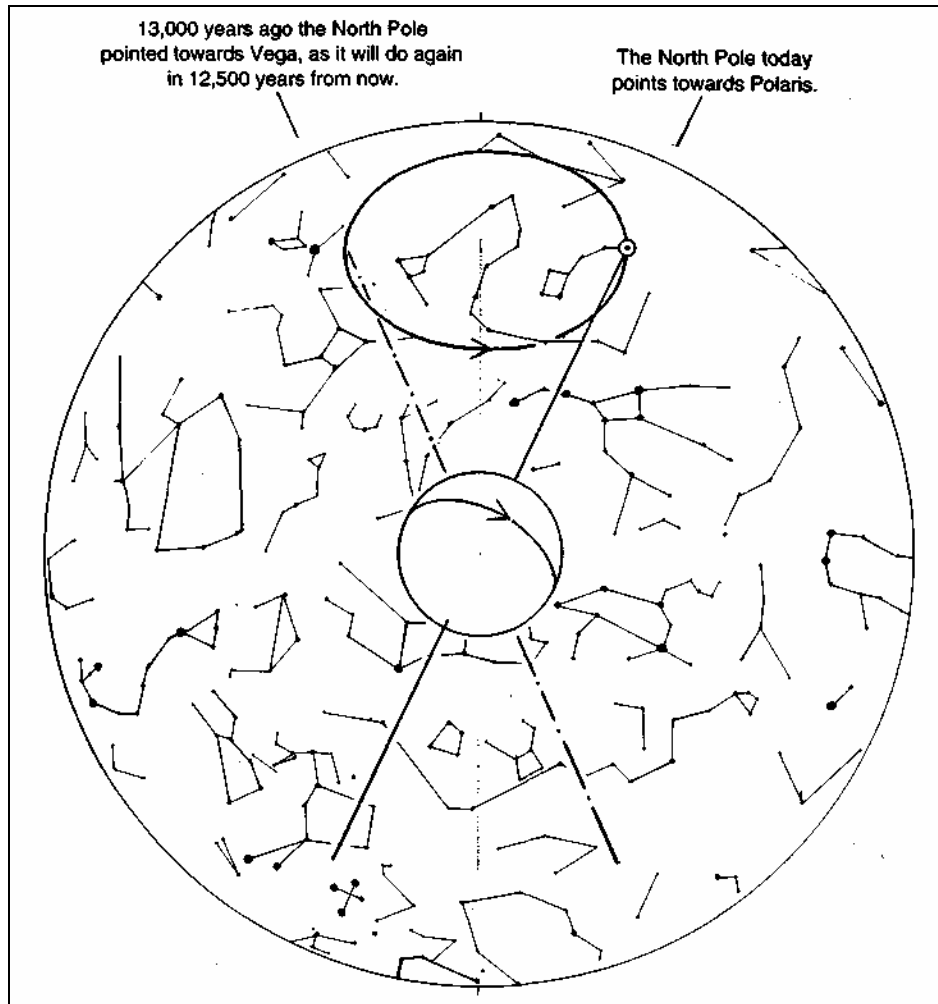 13,000 years ago the North Pole
pointed towards Vega, as it will do again
in 12,500 years from now.
The North Pole today
points towards Polaris.